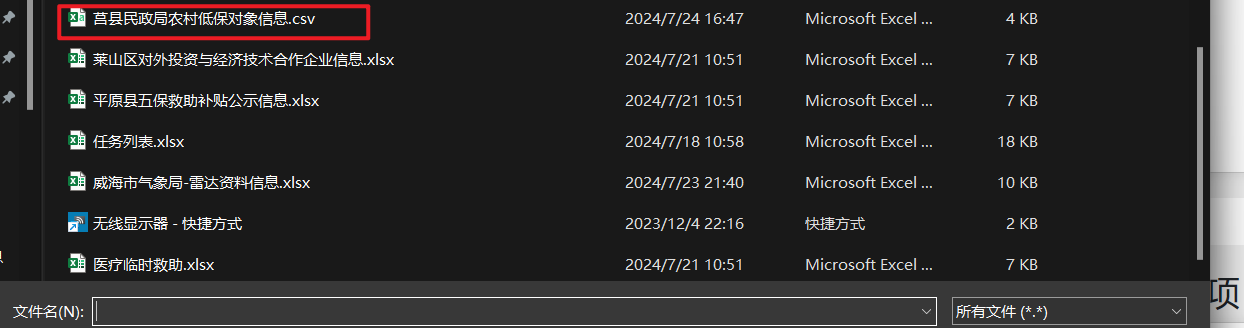 莒县民政局农村低保对象信息.csv 2024/7/24 16:47 Microsoft Excel ... 4 KB
莱山区对外投资与经济技术合作企业信息.xlsx 2024/7/21 10:51 Microsoft Excel ... 7 KB
平原县五保救助补贴公示信息.xlsx 2024/7/21 10:51 Microsoft Excel ... 7 KB
任务列表.xlsx 2024/7/18 10:58 Microsoft Excel ... 18 KB
威海市气象局-雷达资料信息.xlsx 2024/7/23 21:40 Microsoft Excel ... 10 KB
无线显示器 - 快捷方式 2023/12/4 22:16 快捷方式 2 KB
医疗临时救助.xlsx 2024/7/21 10:51 Microsoft Excel ... 7 KB
项
文件名(N): 所有文件 (*.*)